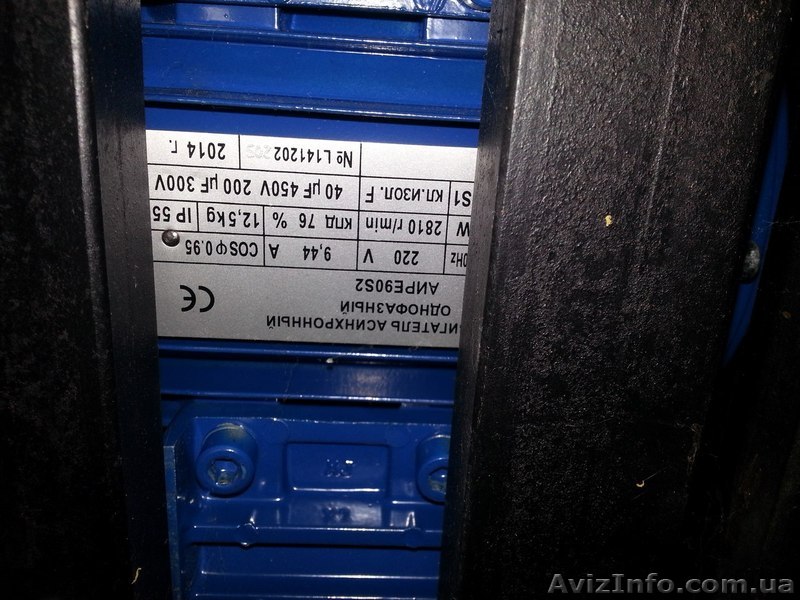 ИГАТЕЛЬ АСИНХРОННЫЙ
ОДНОФАЗНЫЙ
АИРЕ90S2
CE
0Hz 220 V 9,44 A COSφ0.95
W 2810 r/min КПД 76 % 12,5kg IP 55
S1 КЛ.ИЗОЛ. F 40 μF 450V 200 μF 300V
№ L141202 2014 г.
AvizInfo.com.ua